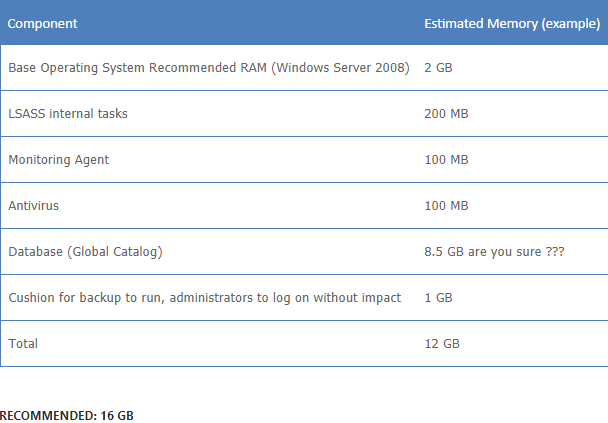 Component Estimated Memory (example)
Base Operating System Recommended RAM (Windows Server 2008) 2 GB
LSASS internal tasks 200 MB
Monitoring Agent 100 MB
Antivirus 100 MB
Database (Global Catalog) 8.5 GB are you sure ???
Cushion for backup to run, administrators to log on without impact 1 GB
Total 12 GB
RECOMMENDED: 16 GB